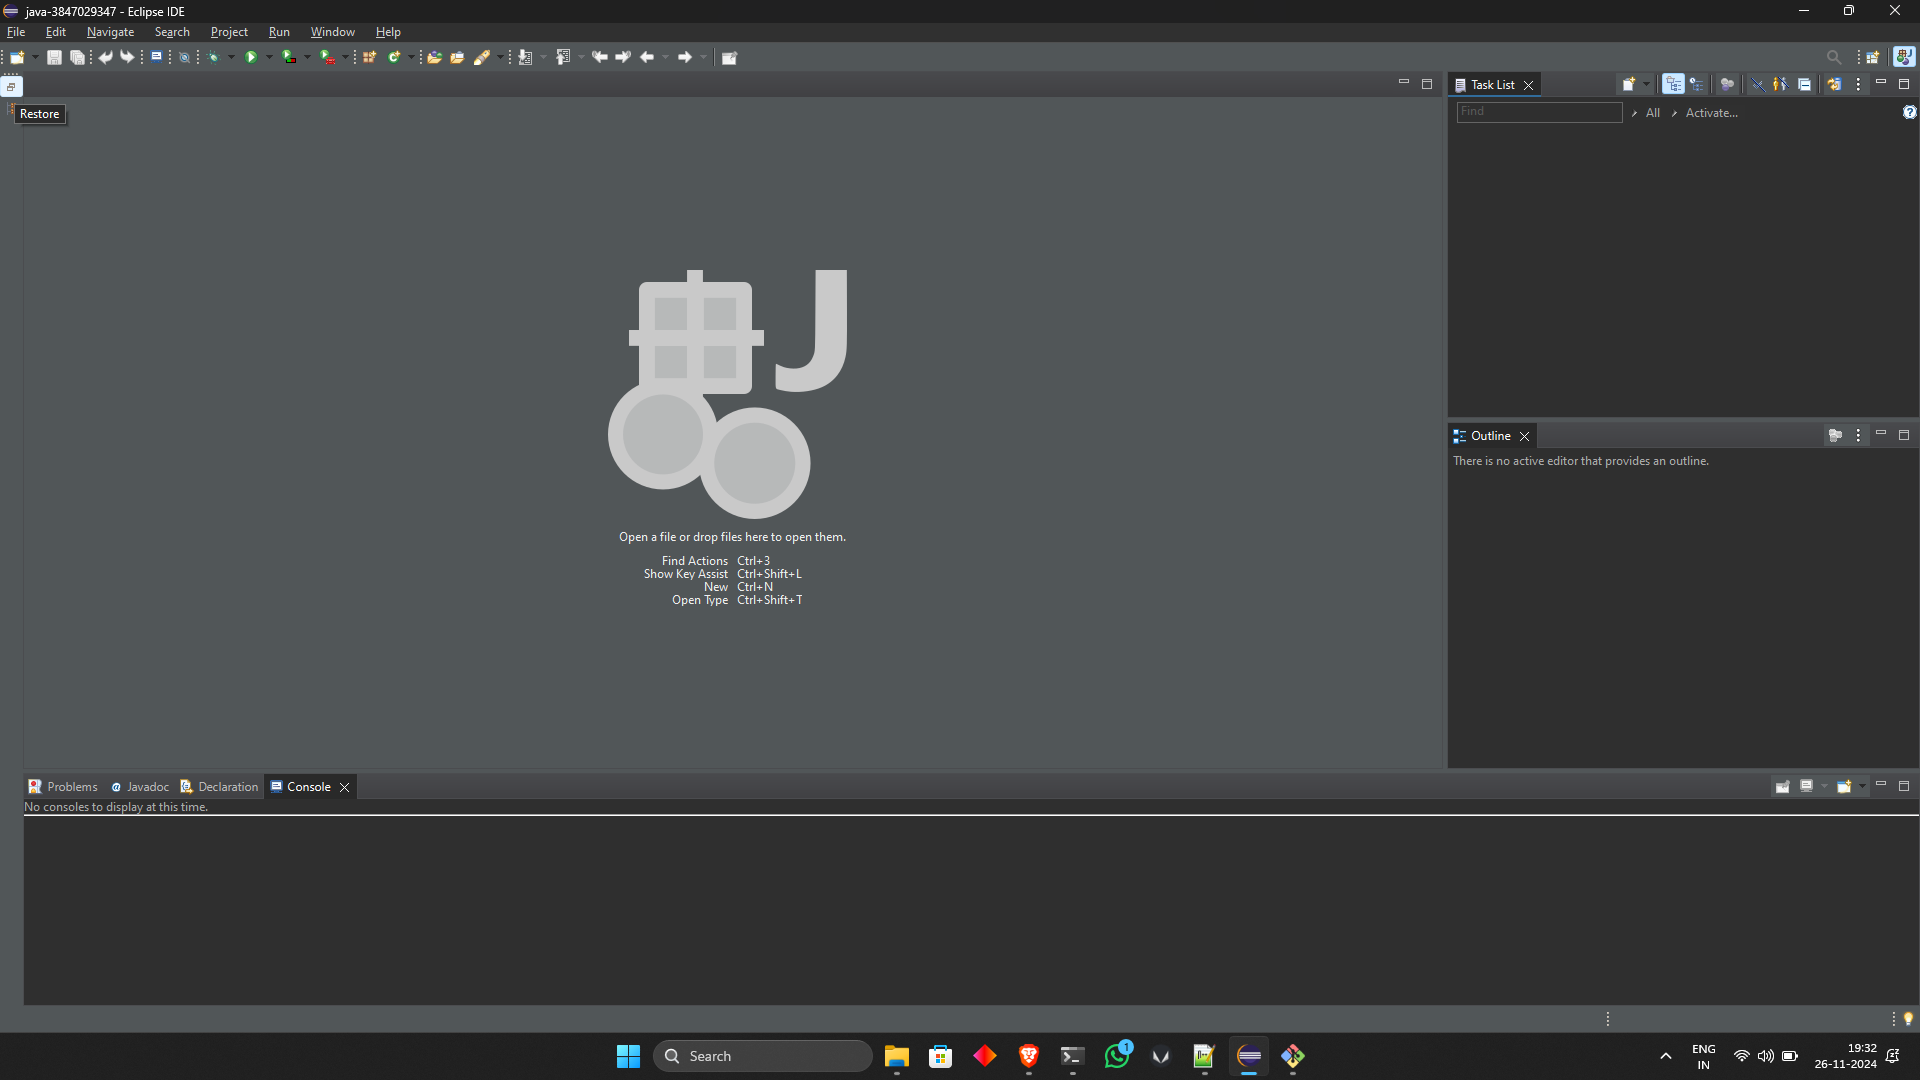 java-3847029347 - Eclipse IDE
File Edit Navigate Search Project Run Window Help
Restore
Task List
Find All Activate...
J
Open a file or drop files here to open them.
Find Actions Ctrl+3
Show Key Assist Ctrl+Shift+L
New Ctrl+N
Open Type Ctrl+Shift+T
Outline
There is no active editor that provides an outline.
Problems Javadoc Declaration Console
No consoles to display at this time.
Search
1
ENG
IN
19:32
26-11-2024